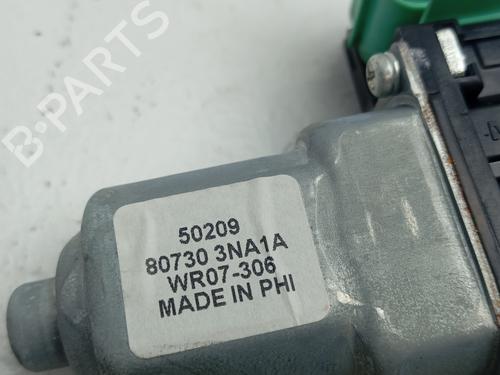 B-PARTS
50209
80730 3NA1A
WR07-306
MADE IN PHI